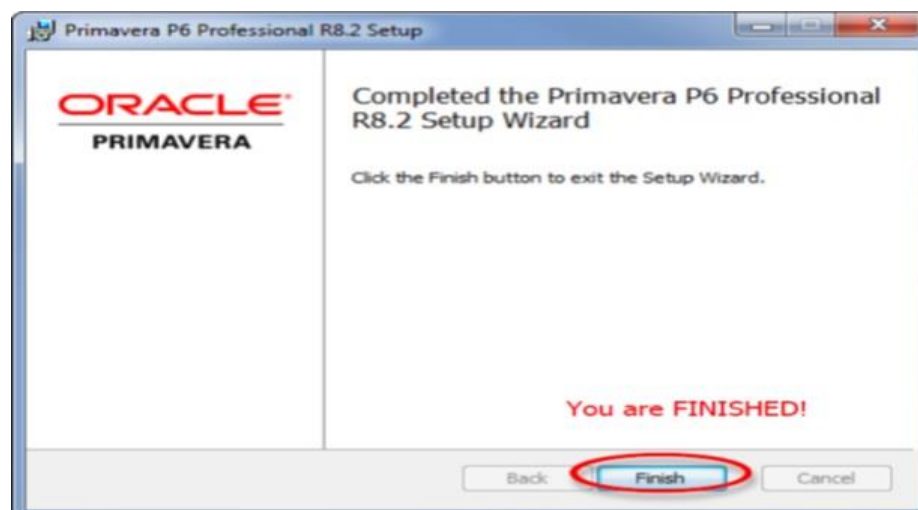 Primavera P6 Professional R8.2 Setup
ORACLE
PRIMAVERA
Completed the Primavera P6 Professional
R8.2 Setup Wizard
Click the Finish button to exit the Setup Wizard.
You are FINISHED!
Back Finish Cancel